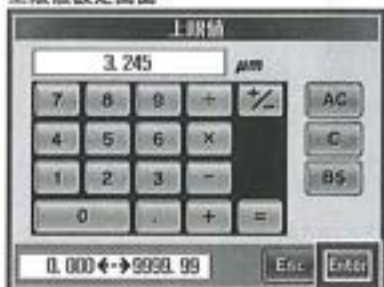 上限値
3.245 μm
7 8 9 ÷ +/- AC
4 5 6 × C
1 2 3 - BS
0 . + =
0.000←→9999.99 Esc Enter